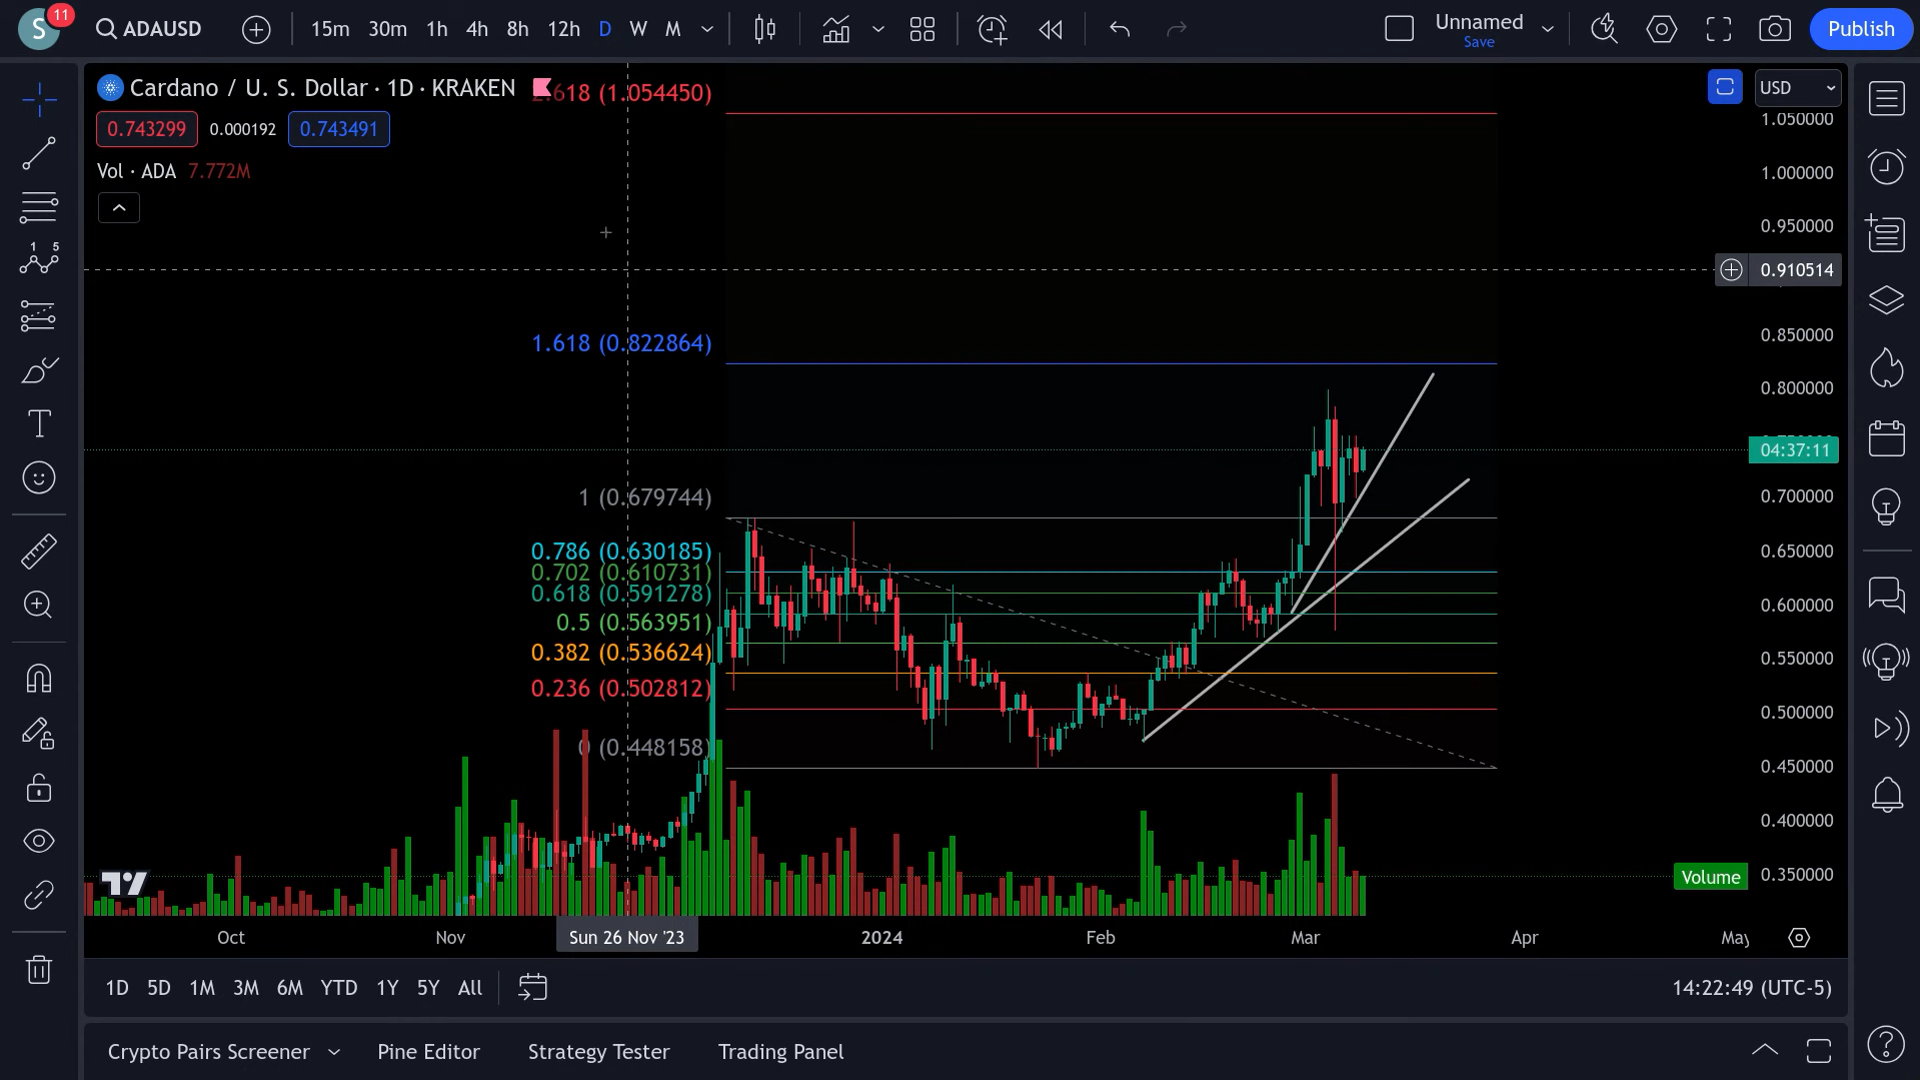 S 11 ADAUSD 15m 30m 1h 4h 8h 12h D W M Unnamed Save Publish
Cardano / U. S. Dollar · 1D · KRAKEN
0.743299 0.000192 0.743491
Vol · ADA 7.772M
2.618 (1.054450)
1.618 (0.822864)
1 (0.679744)
0.786 (0.630185)
0.702 (0.610731)
0.618 (0.591278)
0.5 (0.563951)
0.382 (0.536624)
0.236 (0.502812)
0 (0.448158)
USD
1.050000
1.000000
0.950000
0.910514
0.850000
0.800000
04:37:11
0.700000
0.650000
0.600000
0.550000
0.500000
0.450000
0.400000
Volume 0.350000
1 5
T
Oct Nov Sun 26 Nov '23 2024 Feb Mar Apr May
1D 5D 1M 3M 6M YTD 1Y 5Y All 14:22:49 (UTC-5)
Crypto Pairs Screener Pine Editor Strategy Tester Trading Panel